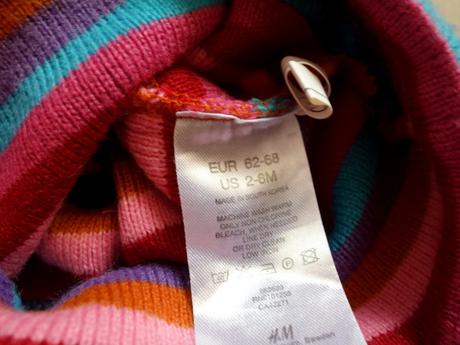 EUR 62-68
US 2-6M
MADE IN SOUTH KOREA
MACHINE WASH WARM
ONLY NON-CHLORINE
BLEACH, WHEN NEEDED
LINE DRY
OR DRY CLEAN
LOW IRON
H&M
Sweden